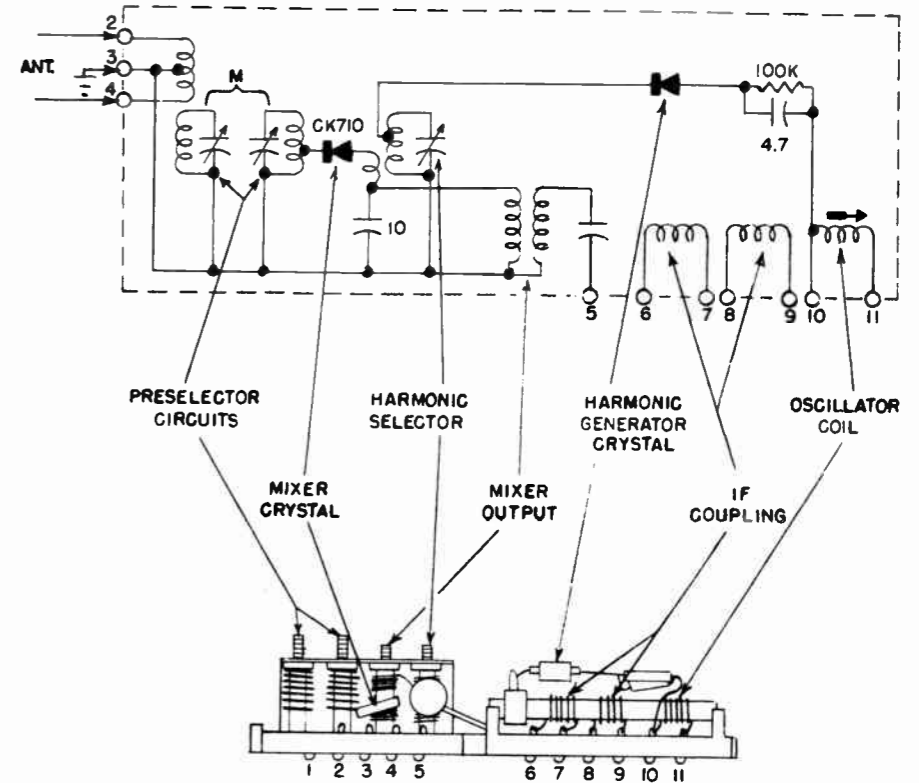 2
ANT.
3
4
M
CK710
10
100K
4.7
5
6
7
8
9
10
11
PRESELECTOR
CIRCUITS
HARMONIC
SELECTOR
HARMONIC
GENERATOR
CRYSTAL
OSCILLATOR
COIL
MIXER
CRYSTAL
MIXER
OUTPUT
IF
COUPLING
1
2
3
4
5
6
7
8
9
10
11